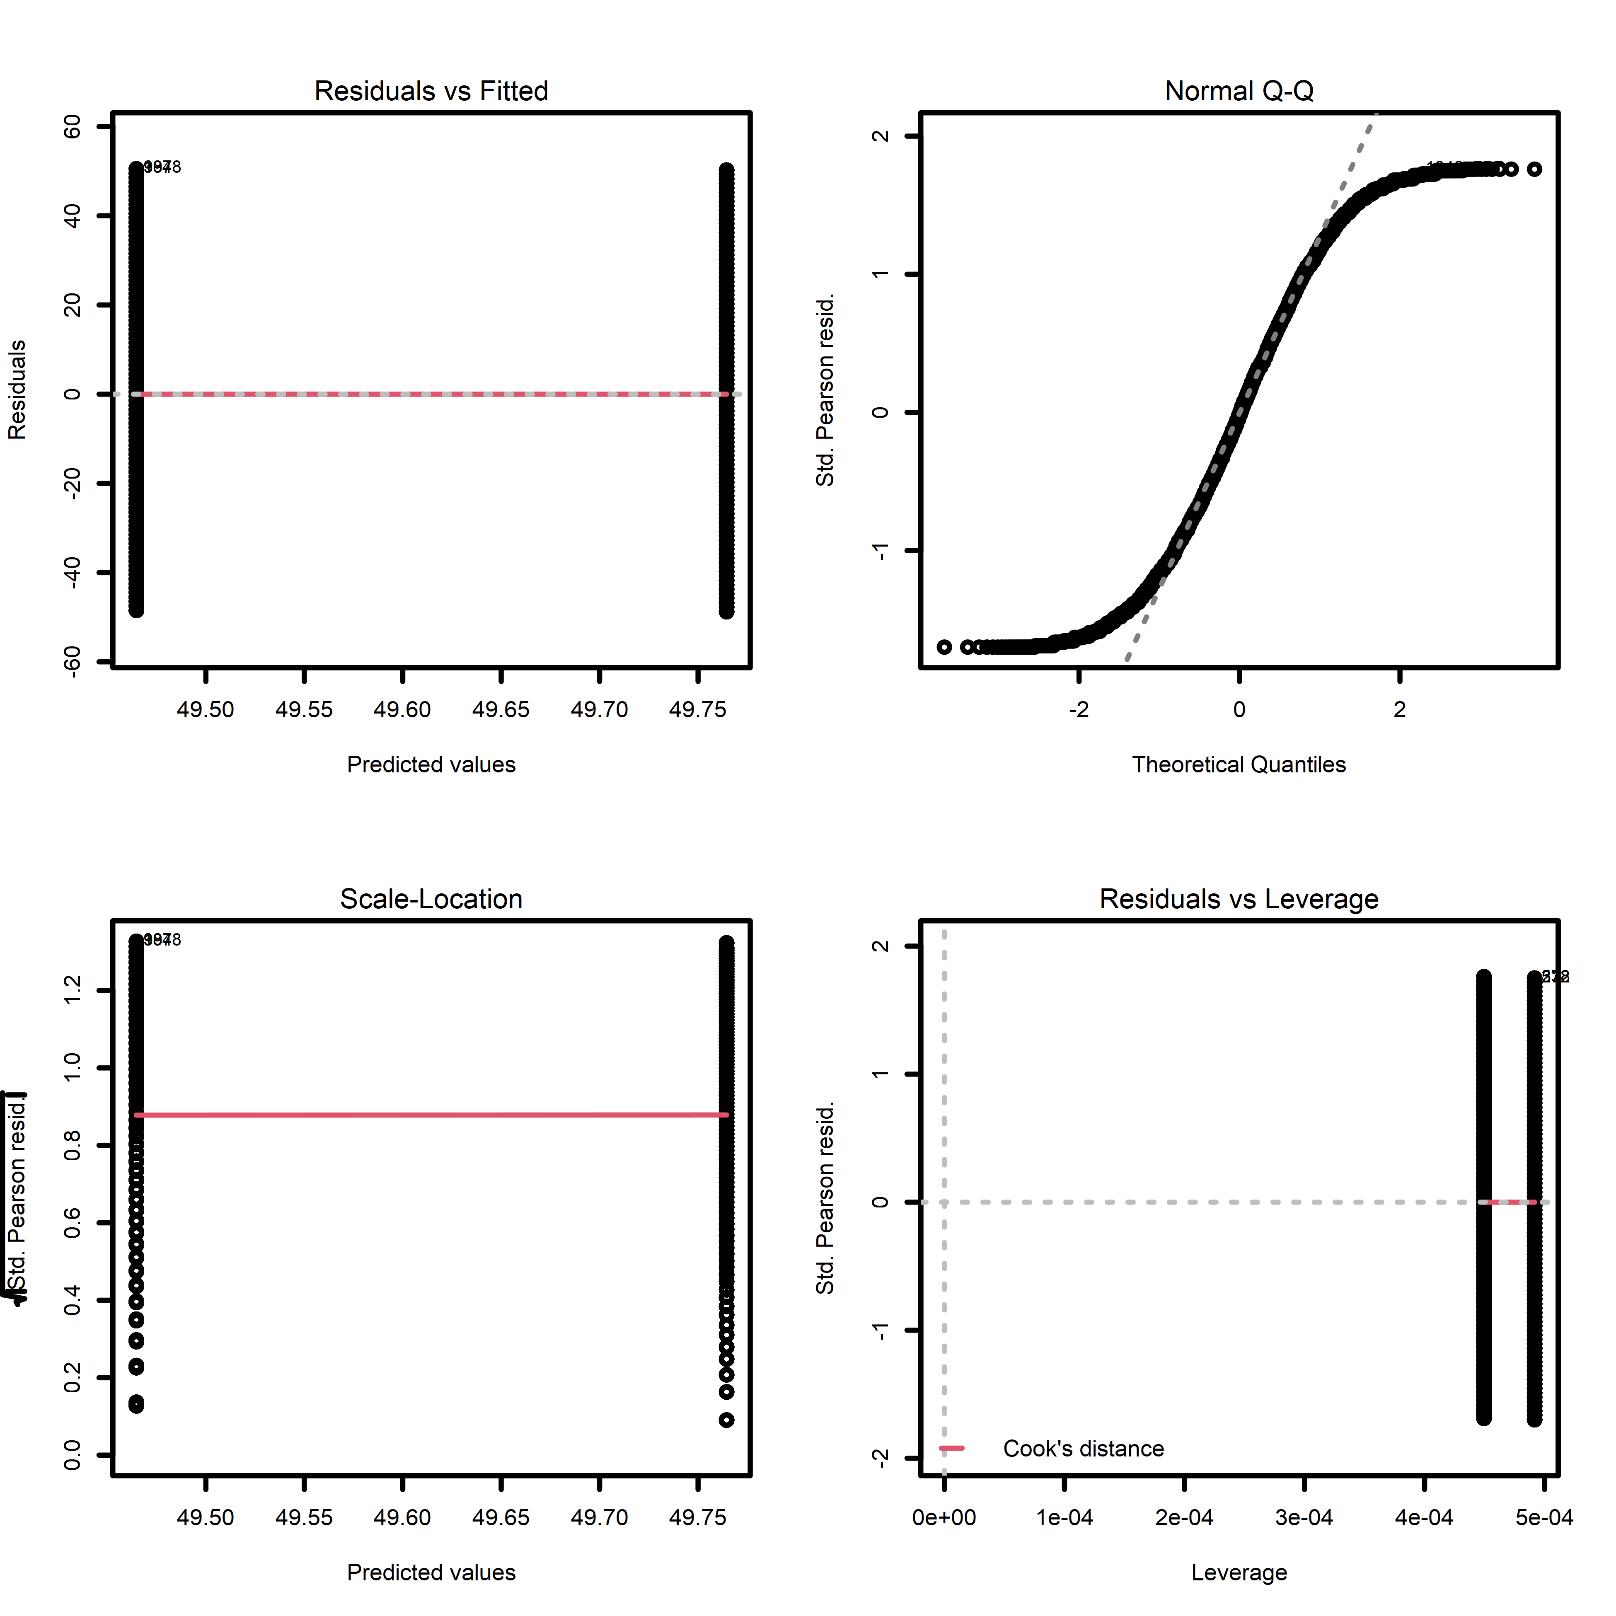 Residuals vs Fitted
60
40
20
0
-20
-40
-60
Residuals
49.50 49.55 49.60 49.65 49.70 49.75
Predicted values
Normal Q-Q
2
1
0
-1
Std. Pearson resid.
-2 0 2
Theoretical Quantiles
Scale-Location
1.2
1.0
0.8
0.6
0.4
0.2
0.0
√|Std. Pearson resid.|
49.50 49.55 49.60 49.65 49.70 49.75
Predicted values
Residuals vs Leverage
2
1
0
-1
-2
Std. Pearson resid.
Cook's distance
0e+00 1e-04 2e-04 3e-04 4e-04 5e-04
Leverage